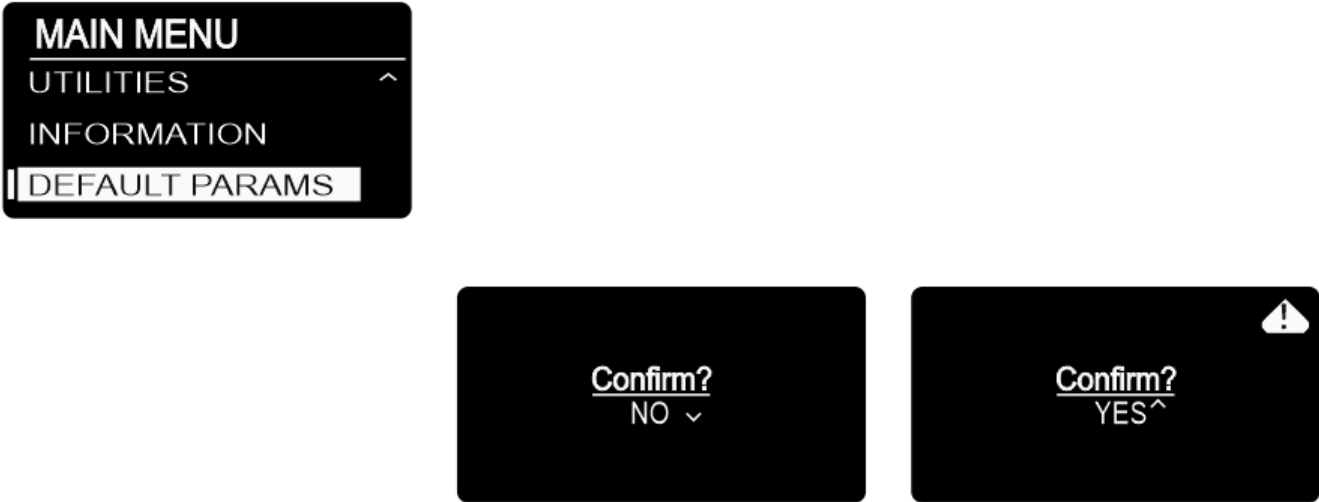 MAIN MENU
UTILITIES ^
INFORMATION
DEFAULT PARAMS
Confirm?
NO ⌄
Confirm?
YES^